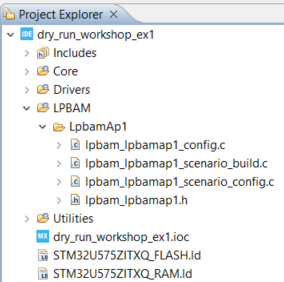 Project Explorer
IDE dry_run_workshop_ex1
Includes
Core
Drivers
LPBAM
LpbamAp1
.c lpbam_lpbamap1_config.c
.c lpbam_lpbamap1_scenario_build.c
.c lpbam_lpbamap1_scenario_config.c
.h lpbam_lpbamap1.h
Utilities
MX dry_run_workshop_ex1.ioc
STM32U575ZITXQ_FLASH.ld
STM32U575ZITXQ_RAM.ld